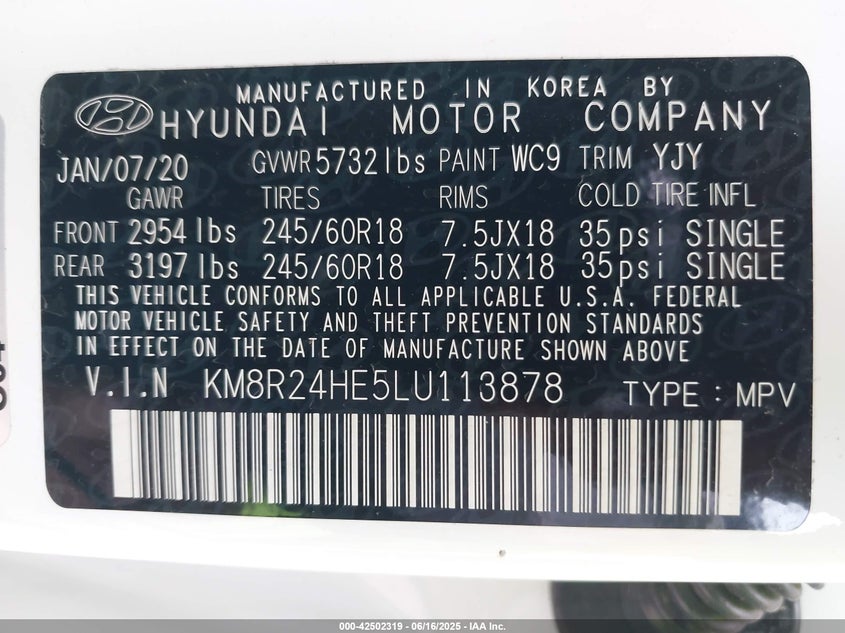 MANUFACTURED IN KOREA BY
HYUNDAI MOTOR COMPANY
JAN/07/20 GVWR 5732 lbs PAINT WC9 TRIM YJY
GAWR TIRES RIMS COLD TIRE INFL
FRONT 2954 lbs 245/60R18 7.5JX18 35psi SINGLE
REAR 3197 lbs 245/60R18 7.5JX18 35psi SINGLE
THIS VEHICLE CONFORMS TO ALL APPLICABLE U.S.A. FEDERAL
MOTOR VEHICLE SAFETY AND THEFT PREVENTION STANDARDS
IN EFFECT ON THE DATE OF MANUFACTURE SHOWN ABOVE
V.I.N KM8R24HE5LU113878 TYPE : MPV
000-42502319 - 06/16/2025 - IAA Inc.